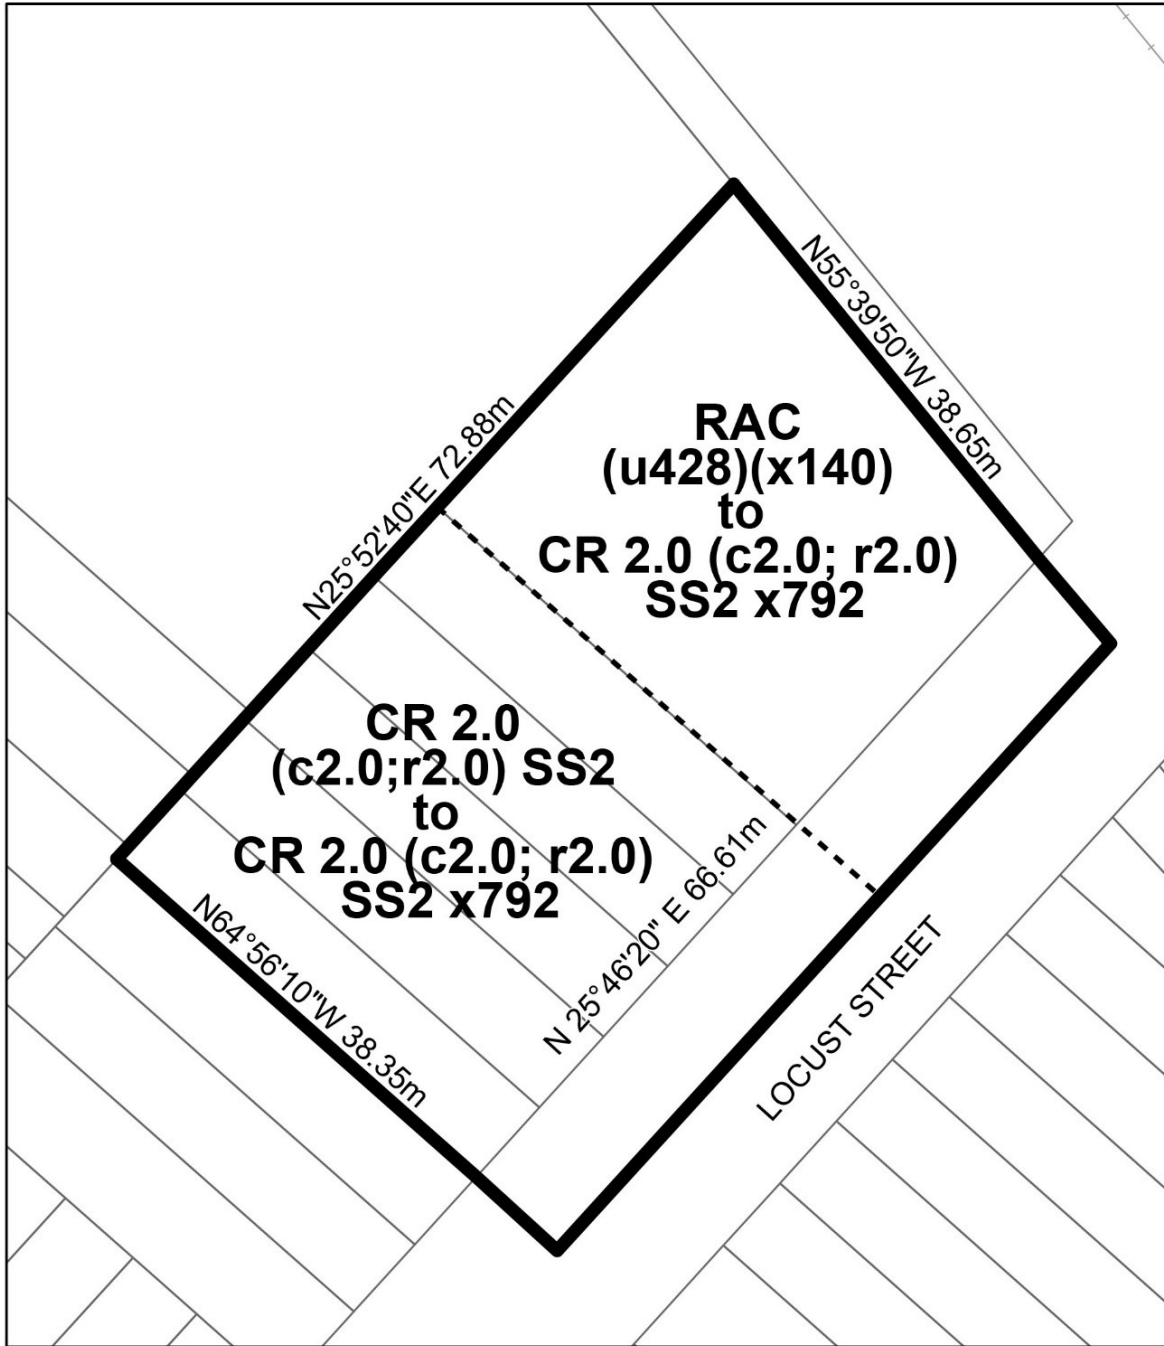 N55°39'50"W 38.65m
RAC
(u428)(x140)
to
CR 2.0 (c2.0; r2.0)
SS2 x792
N25°52'40"E 72.88m
CR 2.0
(c2.0;r2.0) SS2
to
CR 2.0 (c2.0; r2.0)
SS2 x792
N 25°46'20" E 66.61m
N64°56'10"W 38.35m
LOCUST STREET